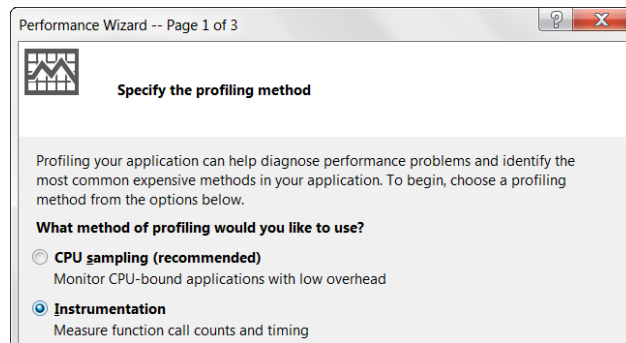 Performance Wizard -- Page 1 of 3
Specify the profiling method
Profiling your application can help diagnose performance problems and identify the
most common expensive methods in your application. To begin, choose a profiling
method from the options below.
What method of profiling would you like to use?
CPU sampling (recommended)
Monitor CPU-bound applications with low overhead
Instrumentation
Measure function call counts and timing